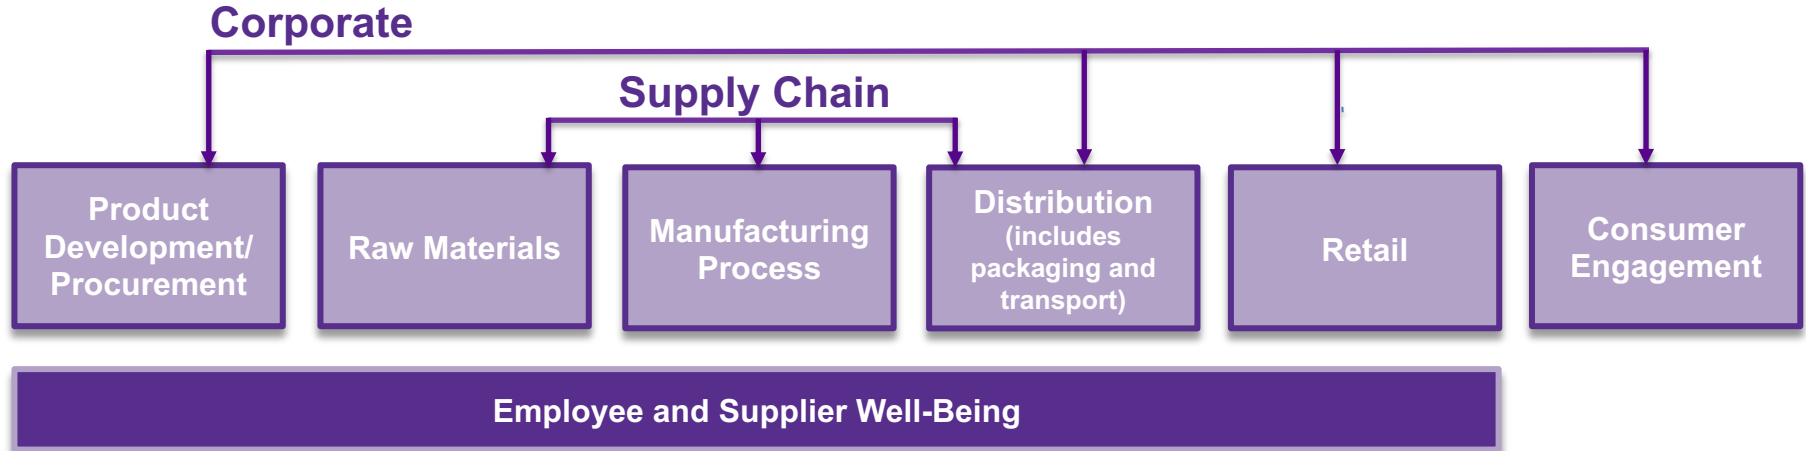 Corporate
Supply Chain
Product
Development/
Procurement
Raw Materials
Manufacturing
Process
Distribution
(includes
packaging and
transport)
Retail
Consumer
Engagement
Employee and Supplier Well-Being